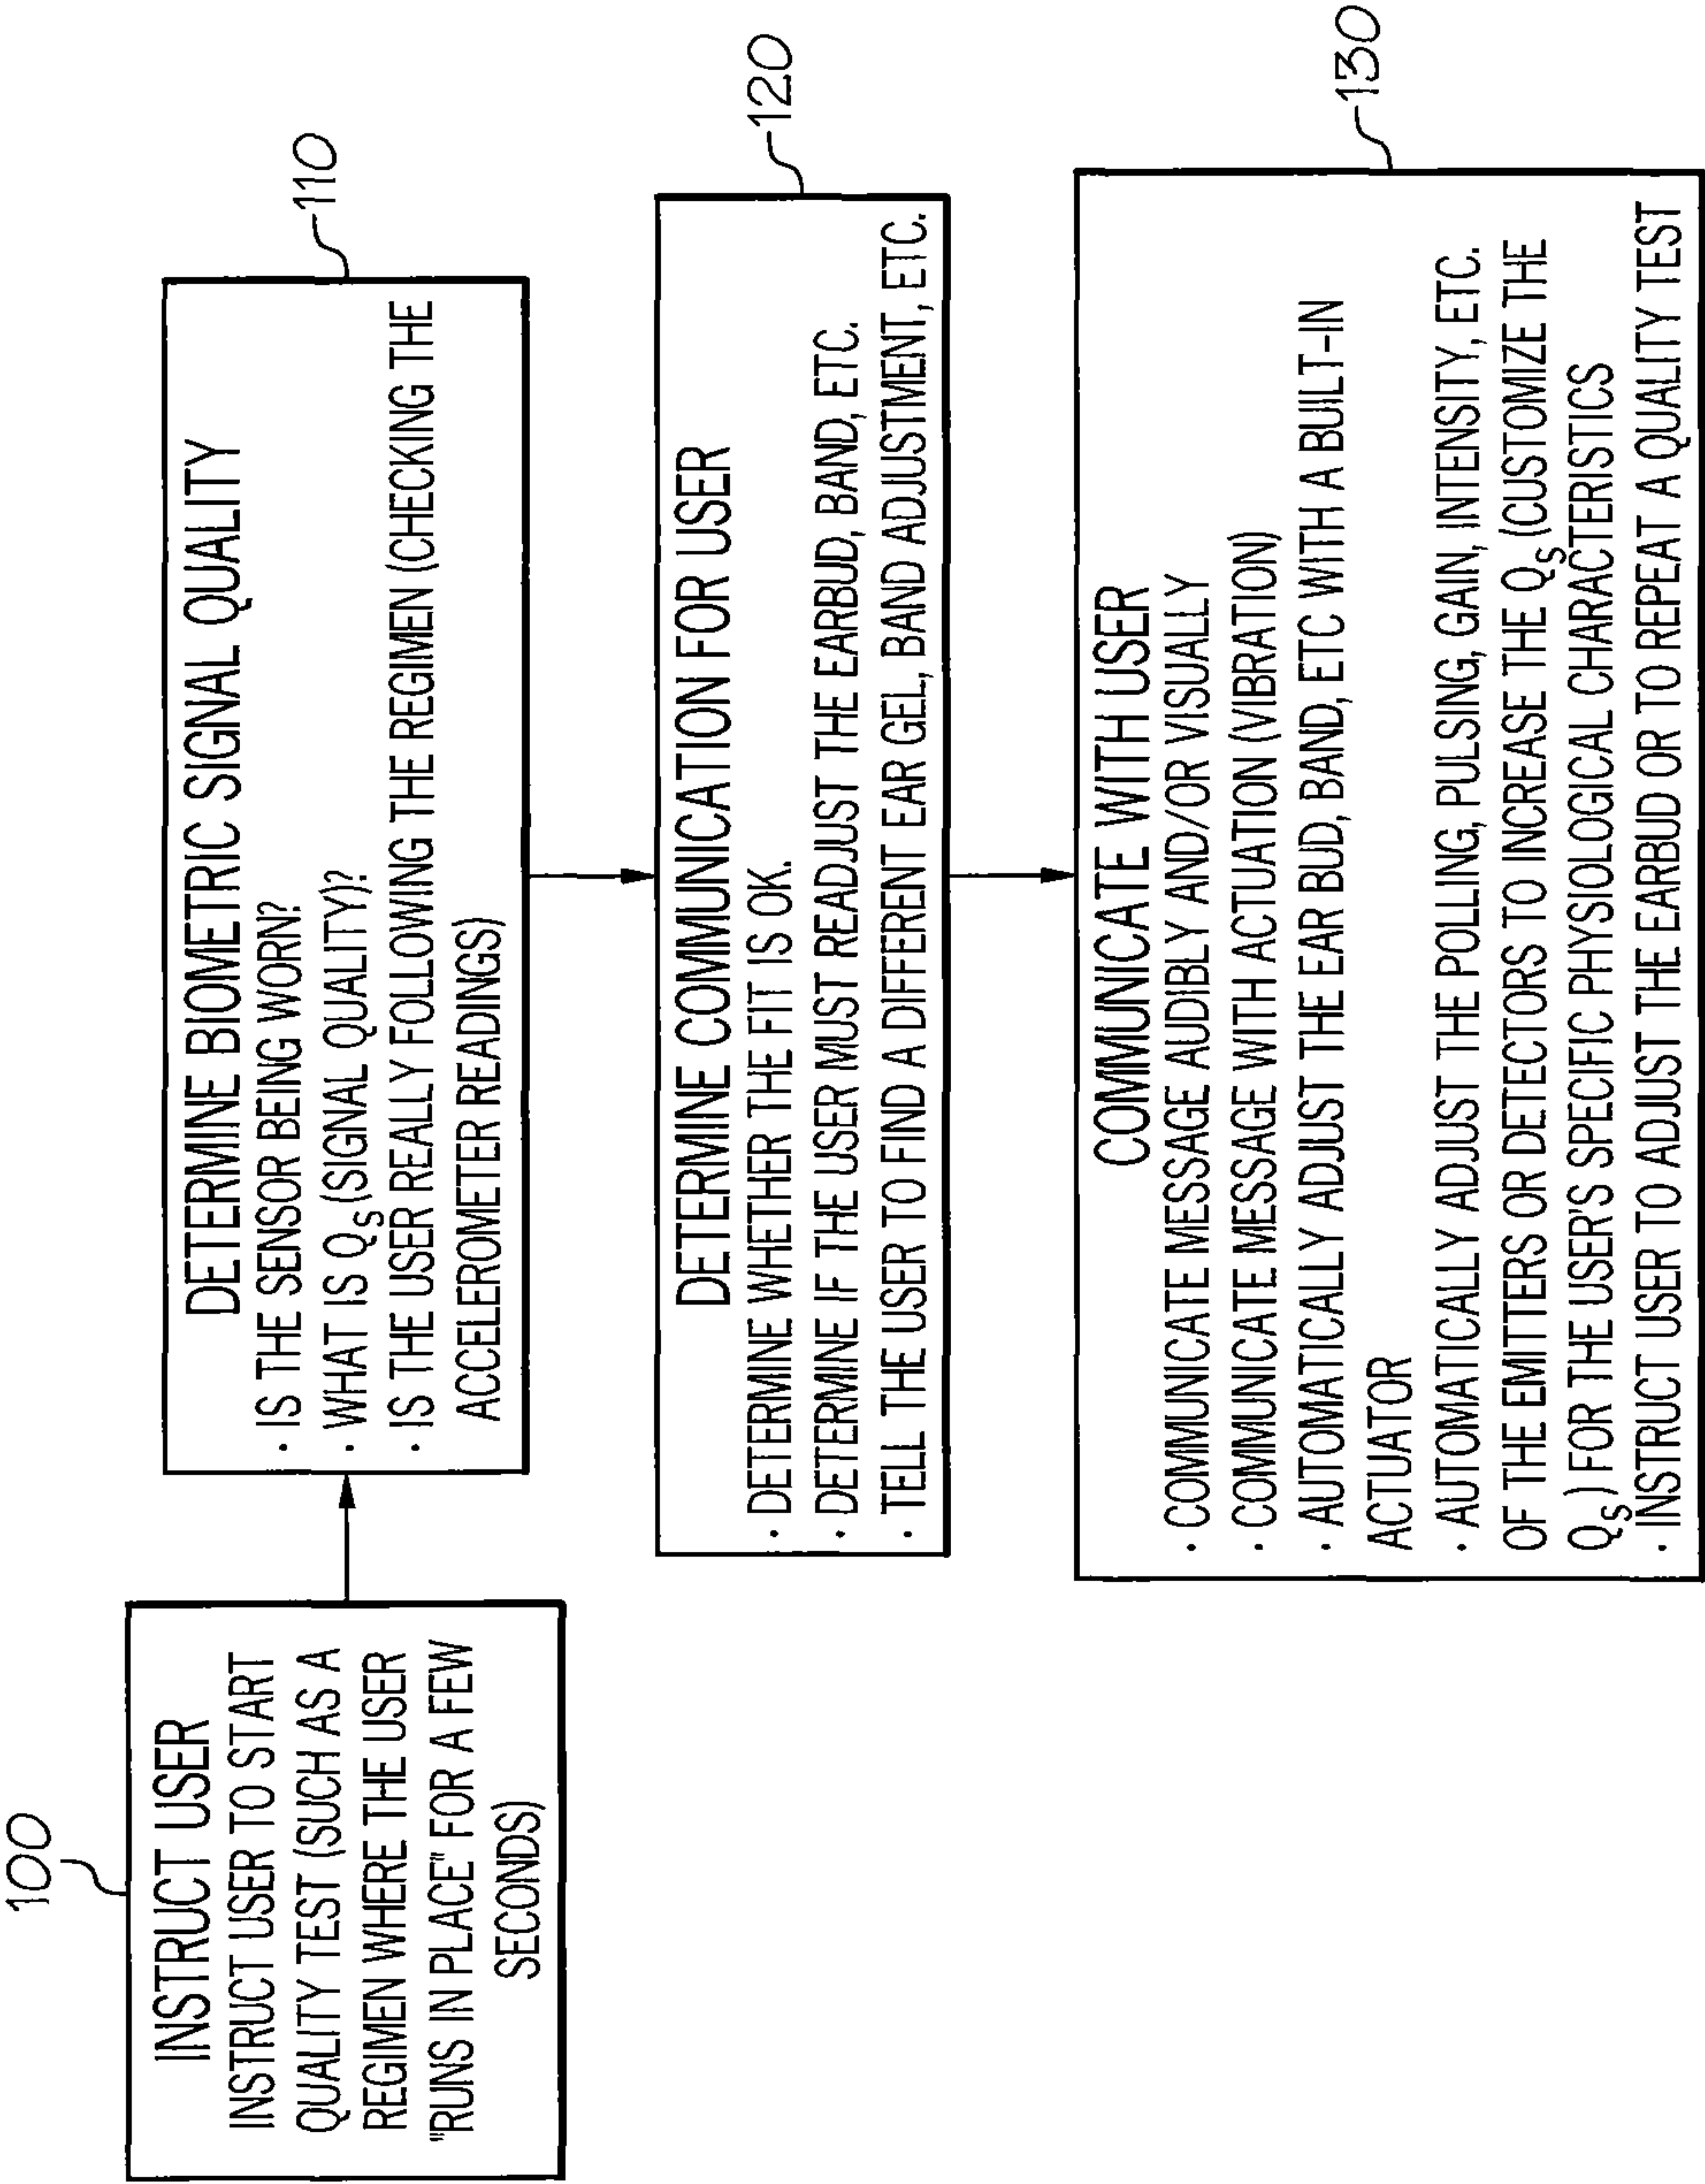 100
INSTRUCT USER
INSTRUCT USER TO START
QUALITY TEST (SUCH AS A
REGIMEN WHERE THE USER
"RUNS IN PLACE" FOR A FEW
SECONDS)
110
DETERMINE BIOMETRIC SIGNAL QUALITY
· IS THE SENSOR BEING WORN?
· WHAT IS Qs (SIGNAL QUALITY)?
· IS THE USER REALLY FOLLOWING THE REGIMEN (CHECKING THE
ACCELEROMETER READINGS)
120
DETERMINE COMMUNICATION FOR USER
· DETERMINE WHETHER THE FIT IS OK.
· DETERMINE IF THE USER MUST READJUST THE EARBUD, BAND, ETC.
· TELL THE USER TO FIND A DIFFERENT EAR GEL, BAND ADJUSTMENT, ETC.
130
COMMUNICATE WITH USER
· COMMUNICATE MESSAGE AUDIBLY AND/OR VISUALLY
· COMMUNICATE MESSAGE WITH ACTUATION (VIBRATION)
· AUTOMATICALLY ADJUST THE EAR BUD, BAND, ETC WITH A BUILT-IN
ACTUATOR
· AUTOMATICALLY ADJUST THE POLLING, PULSING, GAIN, INTENSITY, ETC.
OF THE EMITTERS OR DETECTORS TO INCREASE THE Qs (CUSTOMIZE THE
Qs) FOR THE USER'S SPECIFIC PHYSIOLOGICAL CHARACTERISTICS
· INSTRUCT USER TO ADJUST THE EARBUD OR TO REPEAT A QUALITY TEST